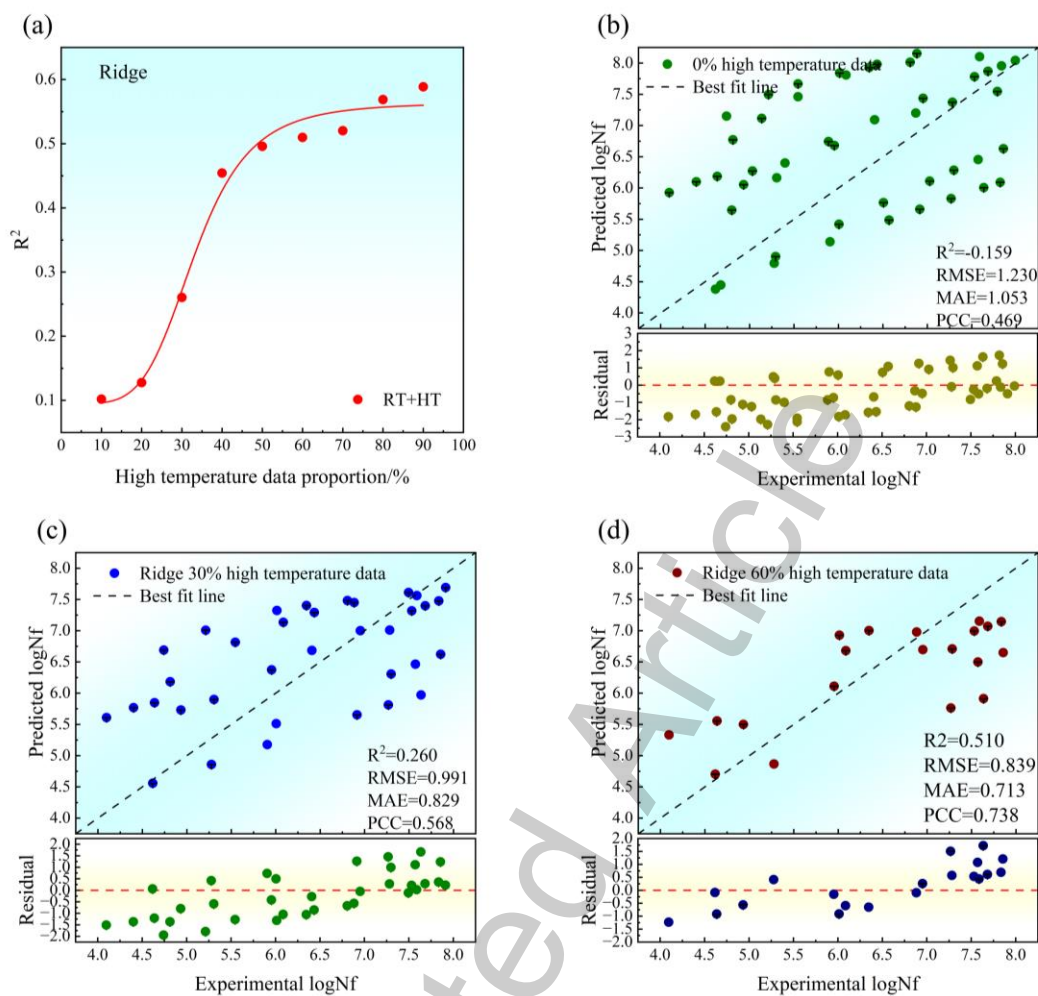 (a)
Ridge
0.6
0.5
0.4
0.3
0.2
0.1
R²
RT+HT
0 10 20 30 40 50 60 70 80 90 100
High temperature data proportion/%
(b)
0% high temperature data
Best fit line
8.0
7.5
7.0
6.5
6.0
5.5
5.0
4.5
4.0
Predicted logNf
R²=-0.159
RMSE=1.230
MAE=1.053
PCC=0.469
3
2
1
0
−1
−2
−3
Residual
4.0 4.5 5.0 5.5 6.0 6.5 7.0 7.5 8.0
Experimental logNf
(c)
Ridge 30% high temperature data
Best fit line
8.0
7.5
7.0
6.5
6.0
5.5
5.0
4.5
4.0
Predicted logNf
R²=0.260
RMSE=0.991
MAE=0.829
PCC=0.568
2.0
1.5
1.0
0.5
0.0
−0.5
−1.0
−1.5
−2.0
Residual
4.0 4.5 5.0 5.5 6.0 6.5 7.0 7.5 8.0
Experimental logNf
(d)
Ridge 60% high temperature data
Best fit line
8.0
7.5
7.0
6.5
6.0
5.5
5.0
4.5
4.0
Predicted logNf
R2=0.510
RMSE=0.839
MAE=0.713
PCC=0.738
2.0
1.5
1.0
0.5
0.0
−0.5
−1.0
−1.5
−2.0
Residual
4.0 4.5 5.0 5.5 6.0 6.5 7.0 7.5 8.0
Experimental logNf
ted Article